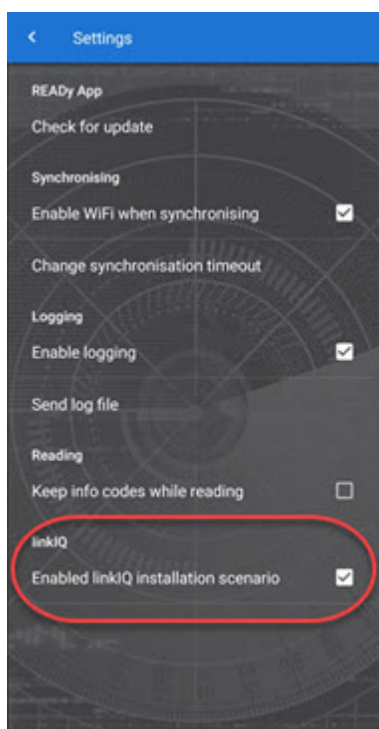 Settings
READy App
Check for update
Synchronising
Enable WiFi when synchronising
Change synchronisation timeout
Logging
Enable logging
Send log file
Reading
Keep info codes while reading
linkIQ
Enabled linkIQ installation scenario